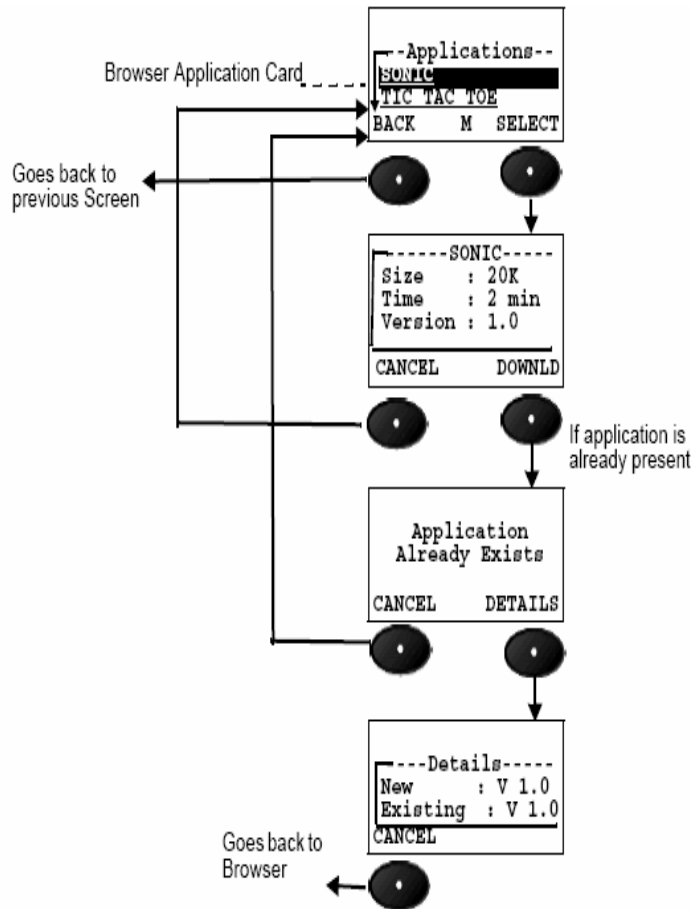 --Applications--
Browser Application Card
SONIC
TIC TAC TOE
BACK M SELECT
Goes back to
previous Screen
------SONIC-----
Size : 20K
Time : 2 min
Version : 1.0
CANCEL DOWNLD
If application is
already present
Application
Already Exists
CANCEL DETAILS
----Details-----
New : V 1.0
Existing : V 1.0
CANCEL
Goes back to
Browser